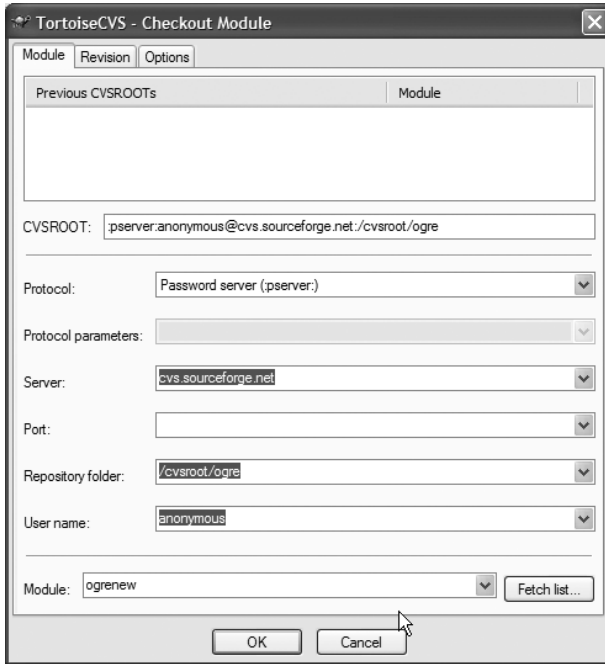 TortoiseCVS - Checkout Module
Module Revision Options
Previous CVSROOTs Module
CVSROOT: :pserver:anonymous@cvs.sourceforge.net:/cvsroot/ogre
Protocol: Password server (:pserver:)
Protocol parameters:
Server: cvs.sourceforge.net
Port:
Repository folder: /cvsroot/ogre
User name: anonymous
Module: ogrenew Fetch list...
OK Cancel